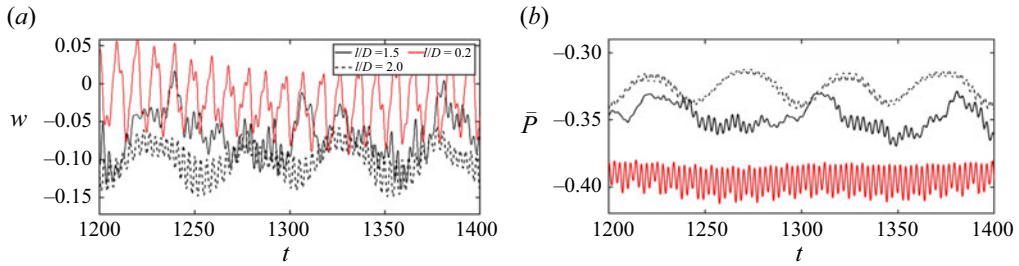 (a)
0.05
0
–0.05
–0.10
–0.15
w
l/D = 1.5 l/D = 0.2
l/D = 2.0
1200 1250 1300 1350 1400
t
(b)
–0.30
–0.35
–0.40
P̄
1200 1250 1300 1350 1400
t